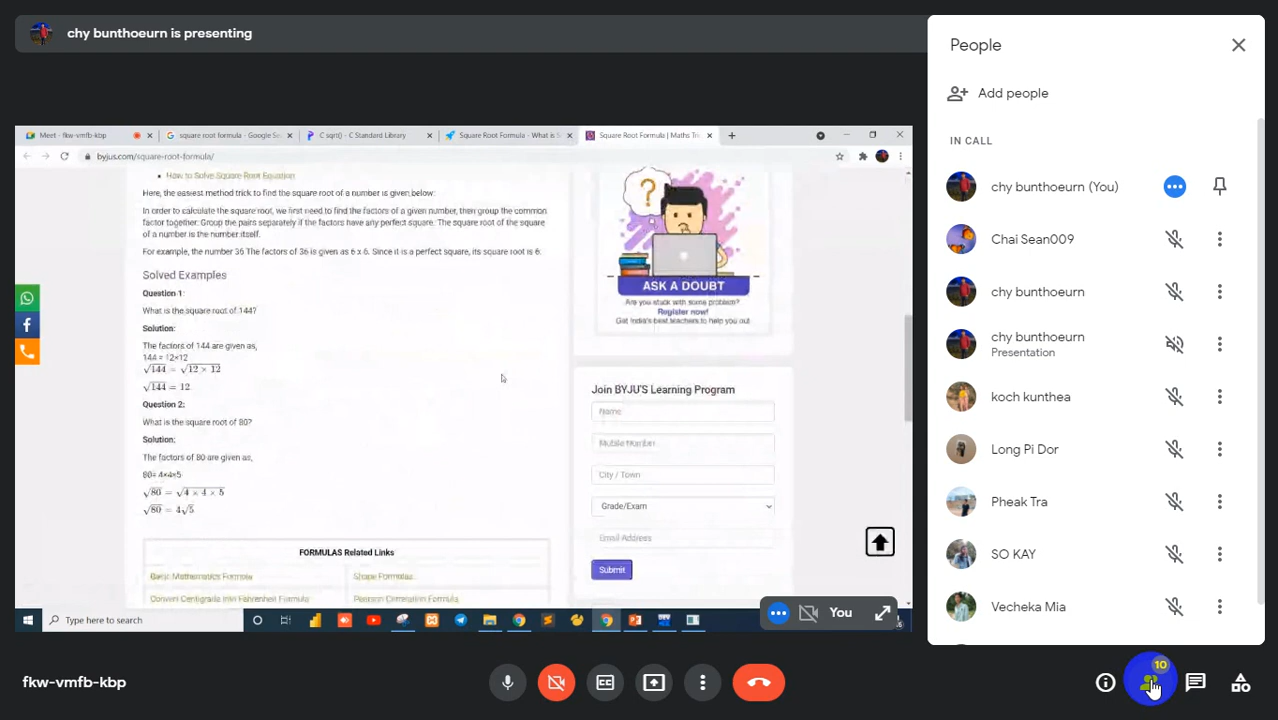 chy bunthoeurn is presenting
Meet - fkw-vmfb-kbp
square root formula - Google Se
C sqrt() - C Standard Library
Square Root Formula - What is S
Square Root Formula | Maths Tri
byjus.com/square-root-formula/
How to Solve Square Root Equation
Here, the easiest method trick to find the square root of a number is given below:
In order to calculate the square root, we first need to find the factors of a given number, then group the common
factor together. Group the pairs separately if the factors have any perfect square. The square root of the square
of a number is the number itself.
For example, the number 36 The factors of 36 is given as 6 x 6. Since it is a perfect square, its square root is 6.
Solved Examples
Question 1:
What is the square root of 144?
Solution:
The factors of 144 are given as,
144 = 12×12
√144 = √12 × 12
√144 = 12
Question 2:
What is the square root of 80?
Solution:
The factors of 80 are given as,
80= 4×4×5
√80 = √4 × 4 × 5
√80 = 4√5
FORMULAS Related Links
Basic Mathematics Formula
Shape Formulas
Convert Centigrade into Fahrenheit Formula
Pearson Correlation Formula
?
ASK A DOUBT
Are you stuck with some problem?
Register now!
Get India's best teachers to help you out
Join BYJU'S Learning Program
Name
Mobile Number
City / Town
Grade/Exam
Email Address
Submit
Type here to search
You
People
Add people
IN CALL
chy bunthoeurn (You)
Chai Sean009
chy bunthoeurn
chy bunthoeurn
Presentation
koch kunthea
Long Pi Dor
Pheak Tra
SO KAY
Vecheka Mia
fkw-vmfb-kbp
CC
10